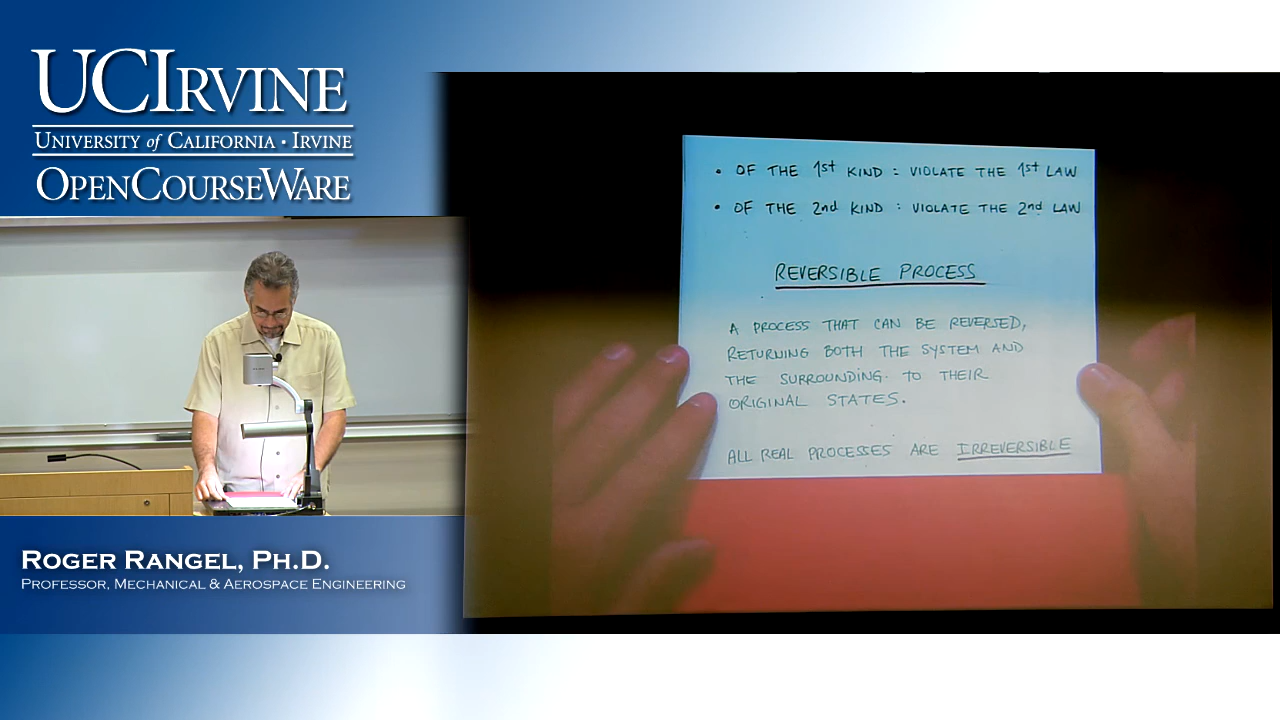 UCIRVINE
UNIVERSITY of CALIFORNIA · IRVINE
OPENCOURSEWARE
• OF THE 1st KIND : VIOLATE THE 1st LAW
• OF THE 2nd KIND : VIOLATE THE 2nd LAW
REVERSIBLE PROCESS
A PROCESS THAT CAN BE REVERSED,
RETURNING BOTH THE SYSTEM AND
THE SURROUNDING. TO THEIR
ORIGINAL STATES.
ALL REAL PROCESSES ARE IRREVERSIBLE
ROGER RANGEL, PH.D.
PROFESSOR, MECHANICAL & AEROSPACE ENGINEERING